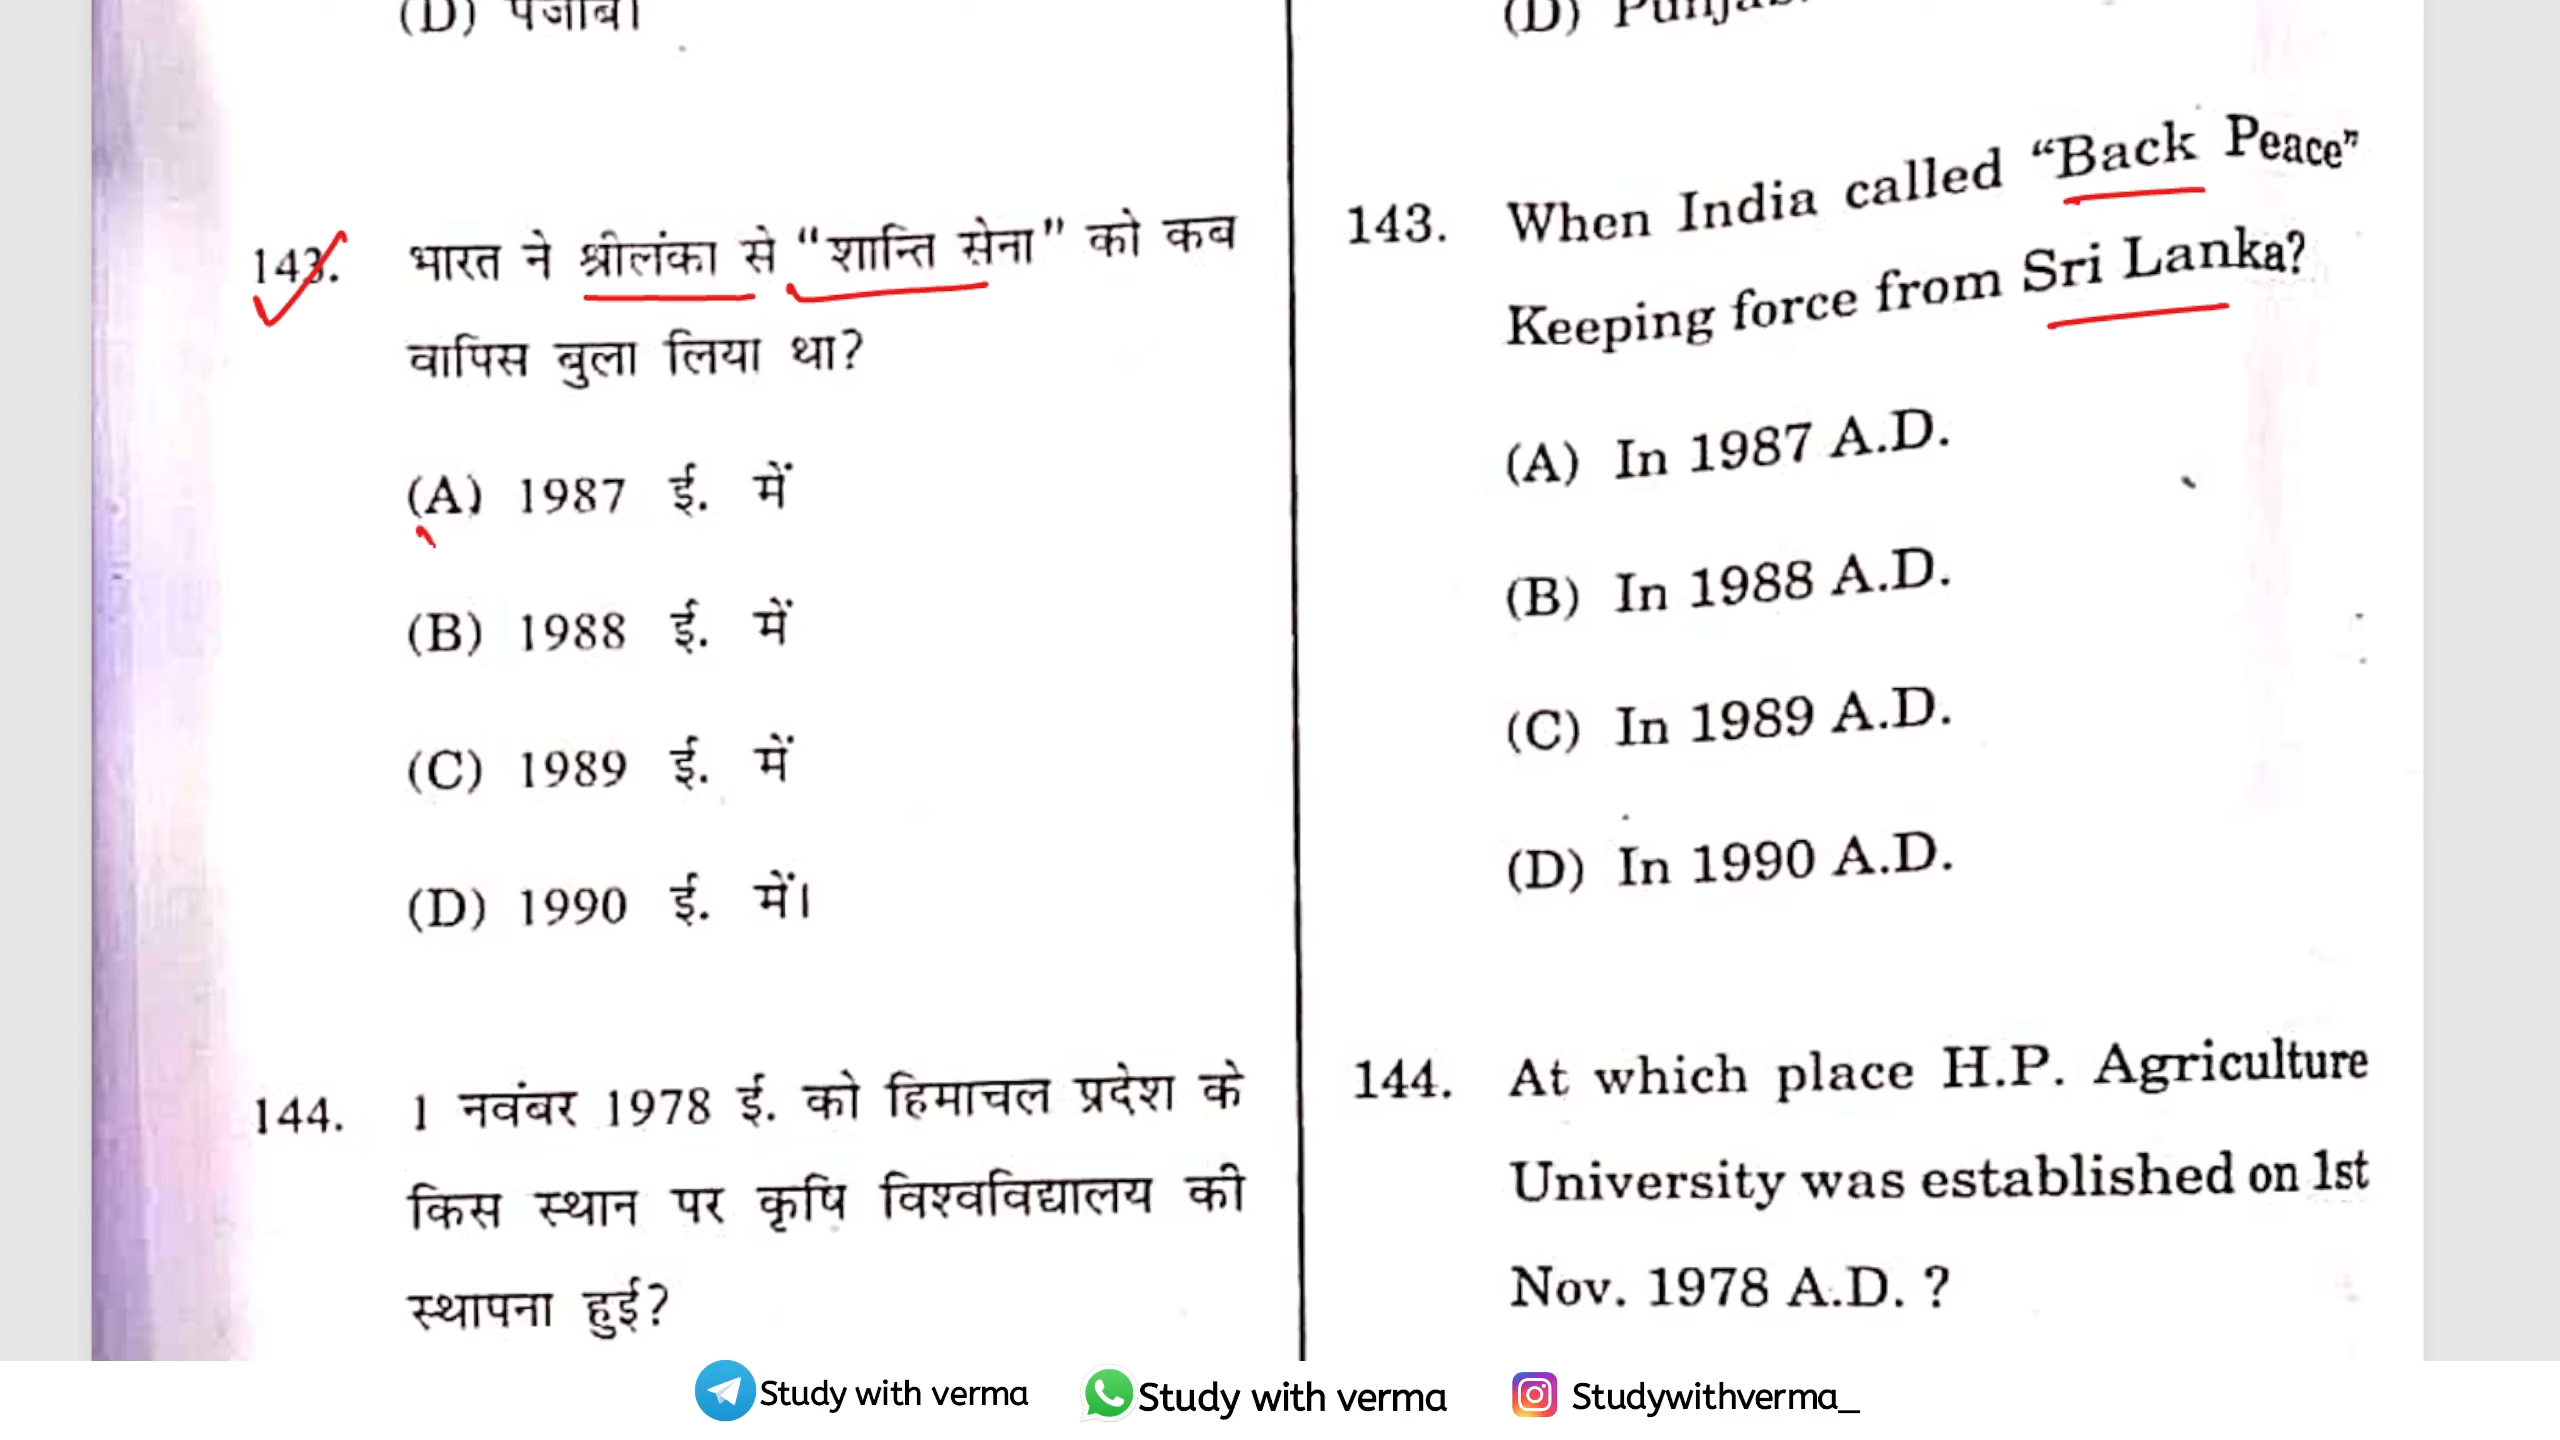 (D) पंजाब।
143. भारत ने श्रीलंका से “शान्ति सेना” को कब
वापिस बुला लिया था?
(A) 1987 ई. में
(B) 1988 ई. में
(C) 1989 ई. में
(D) 1990 ई. में।
144. 1 नवंबर 1978 ई. को हिमाचल प्रदेश के
किस स्थान पर कृषि विश्वविद्यालय की
स्थापना हुई?
(D) Punjab.
143. When India called “Back Peace”
Keeping force from Sri Lanka?
(A) In 1987 A.D.
(B) In 1988 A.D.
(C) In 1989 A.D.
(D) In 1990 A.D.
144. At which place H.P. Agriculture
University was established on 1st
Nov. 1978 A.D. ?
Study with verma Study with verma Studywithverma_